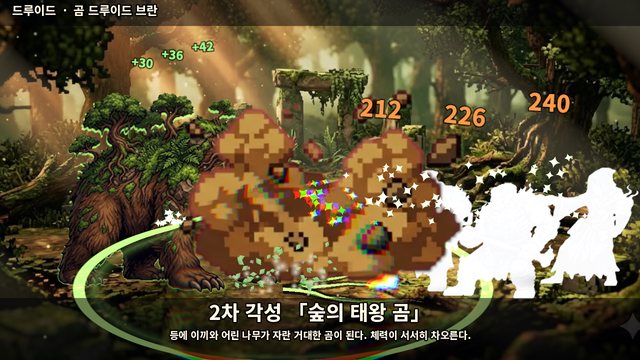 드루이드 · 곰 드루이드 브란
+30 +36 +42
212 226 240
2차 각성 「숲의 태왕 곰」
등에 이끼와 어린 나무가 자란 거대한 곰이 된다. 체력이 서서히 차오른다.